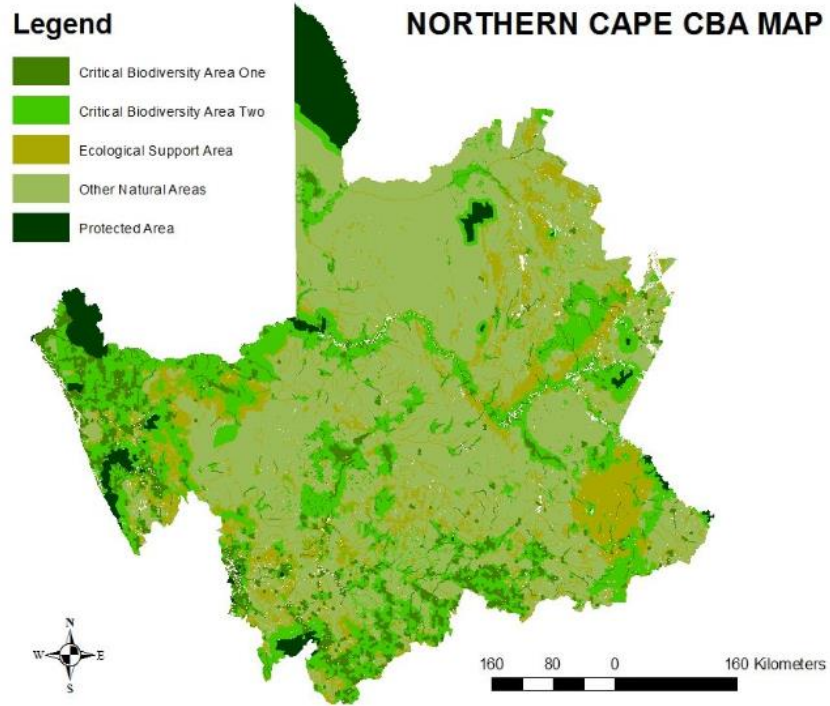 Legend
NORTHERN CAPE CBA MAP
Critical Biodiversity Area One
Critical Biodiversity Area Two
Ecological Support Area
Other Natural Areas
Protected Area
N
W
E
S
160 80 0 160 Kilometers